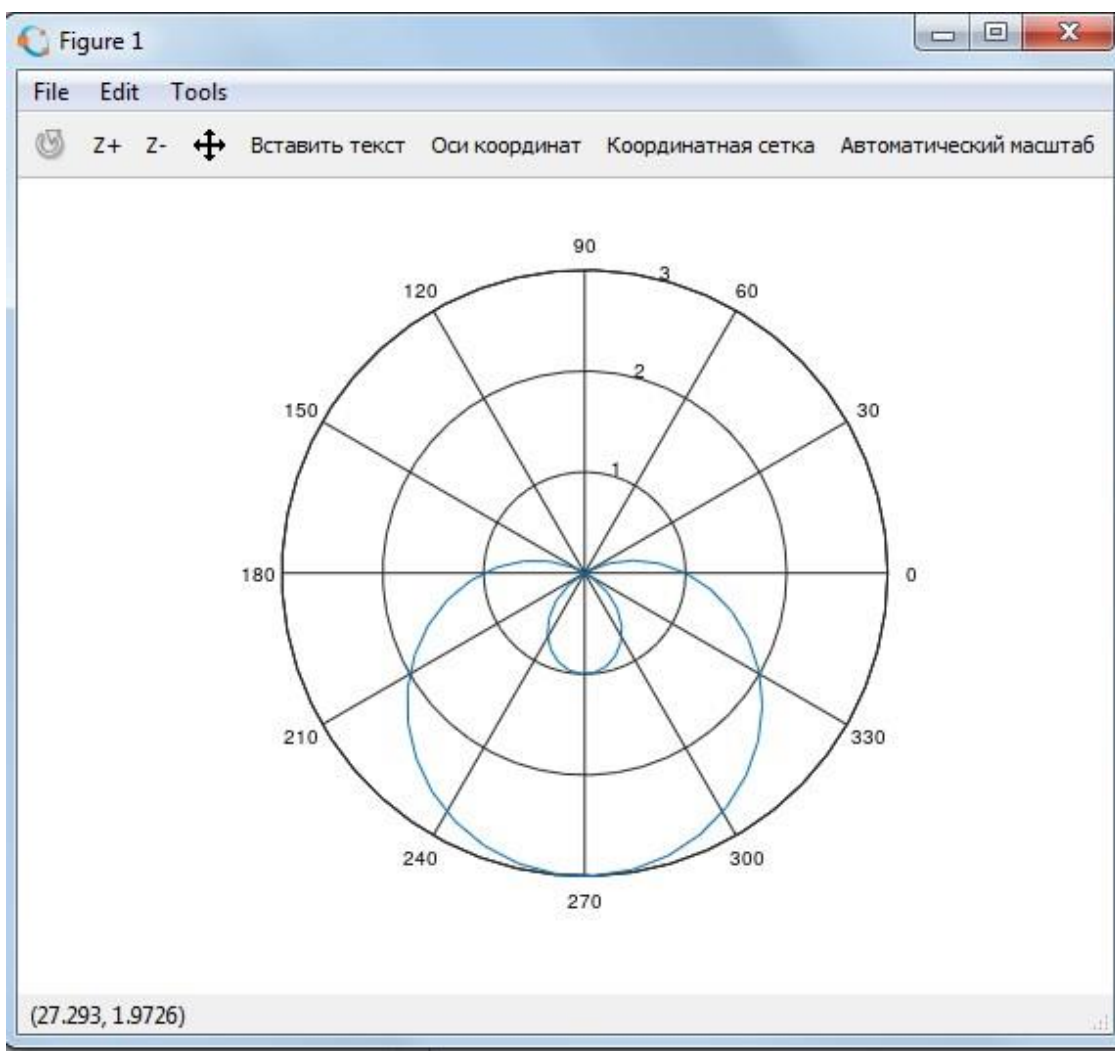 Figure 1
File Edit Tools
Z+ Z- Вставить текст Оси координат Координатная сетка Автоматический масштаб
90
120 3 60
2
150 30
1
180 0
210 330
240 300
270
(27.293, 1.9726)